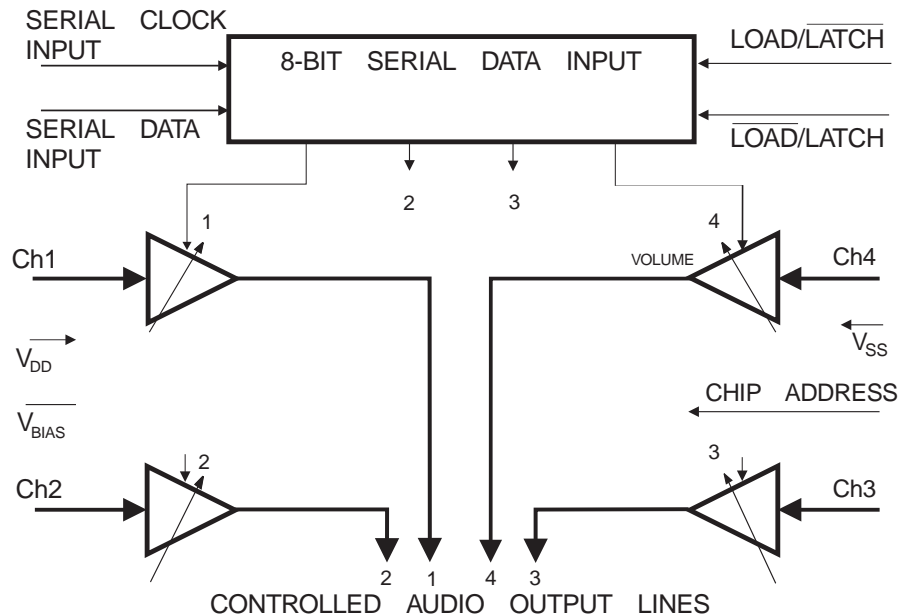 SERIAL CLOCK
INPUT
8-BIT SERIAL DATA INPUT
LOAD/LATCH
SERIAL DATA
INPUT
LOAD/LATCH
2
3
1
4
Ch1
VOLUME
Ch4
VDD
VSS
CHIP ADDRESS
VBIAS
2
3
Ch2
Ch3
2
1
4
3
CONTROLLED AUDIO OUTPUT LINES